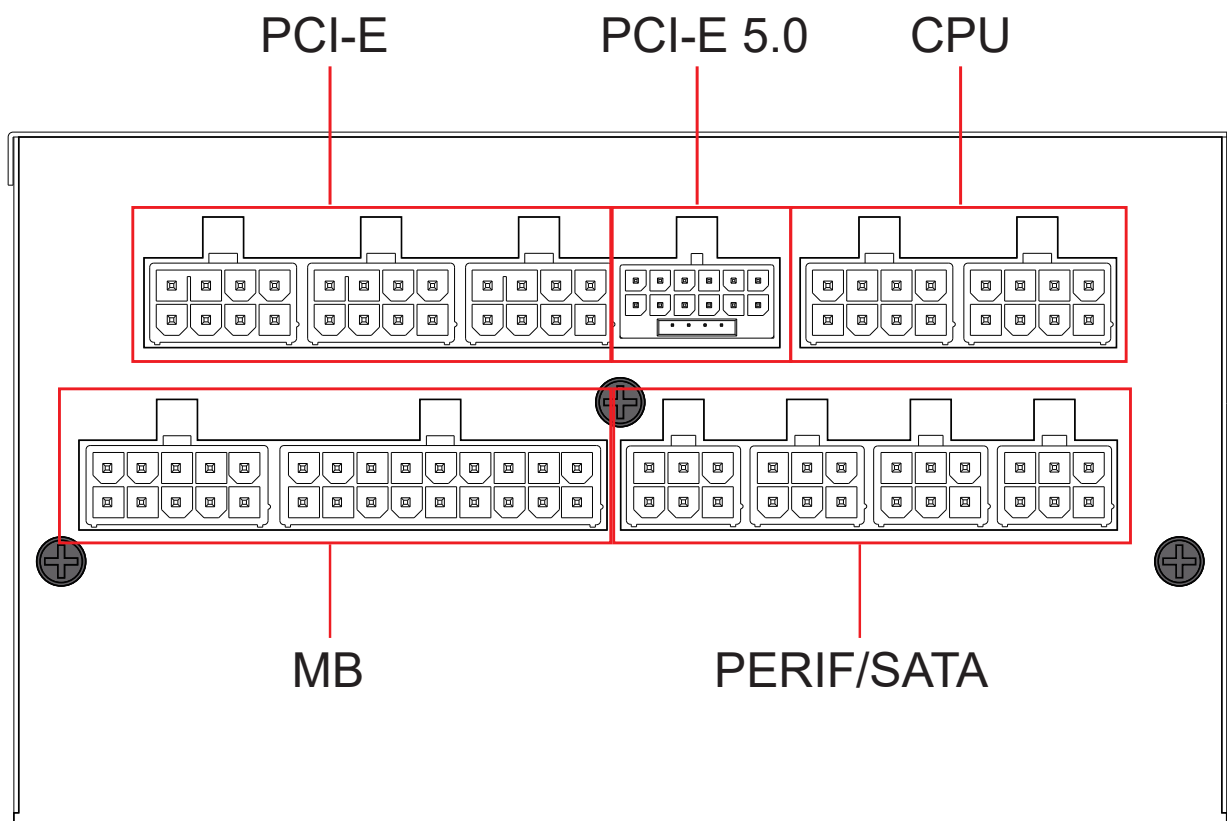 PCI-E
PCI-E 5.0
CPU
MB
PERIF/SATA